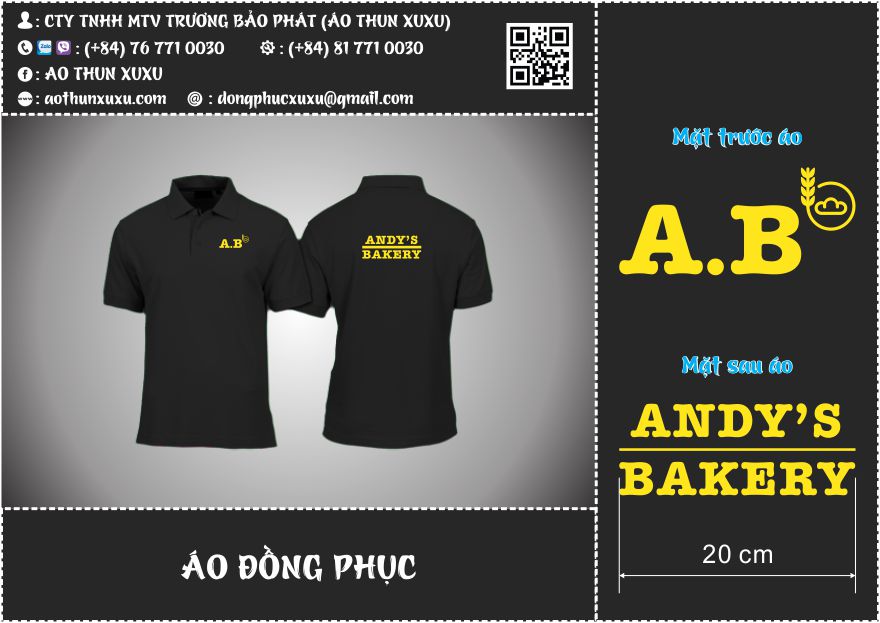 : CTY TNHH MTV TRƯƠNG BẢO PHÁT (ÁO THUN XUXU)
Zalo : (+84) 76 771 0030 : (+84) 81 771 0030
: AO THUN XUXU
www : aothunxuxu.com @ : dongphucxuxu@gmail.com
A.B
ANDY'S
BAKERY
ÁO ĐỒNG PHỤC
Mặt trước áo
A.B
Mặt sau áo
ANDY'S
BAKERY
20 cm